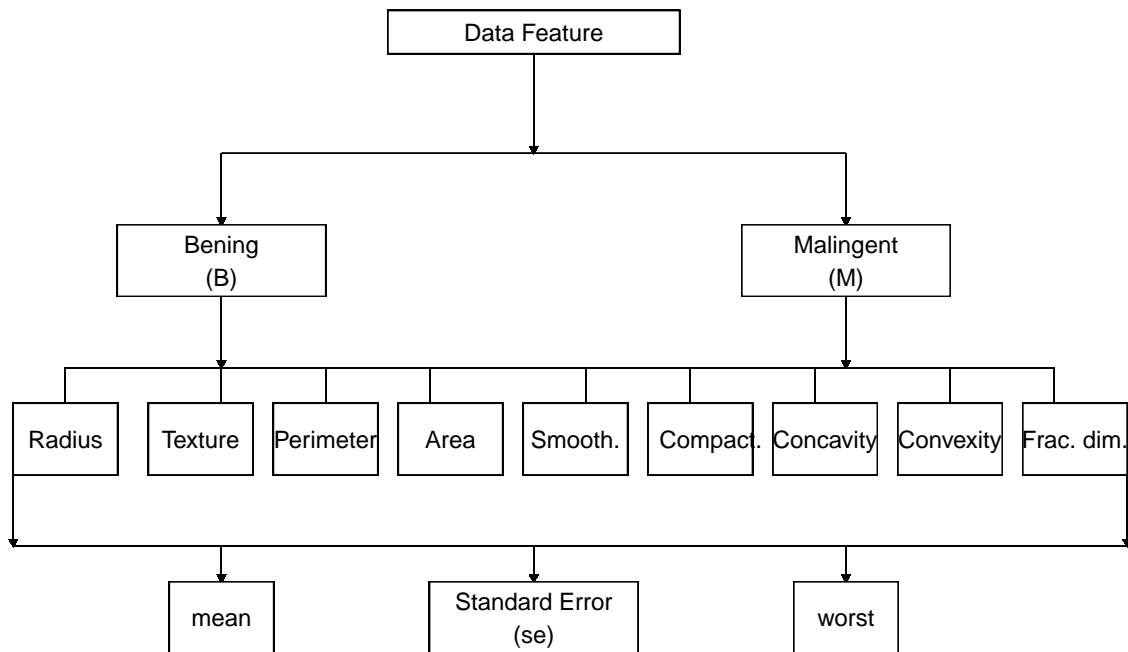 Data Feature
Bening
(B)
Malingent
(M)
Radius
Texture
Perimeter
Area
Smooth.
Compact.
Concavity
Convexity
Frac. dim.
mean
Standard Error
(se)
worst